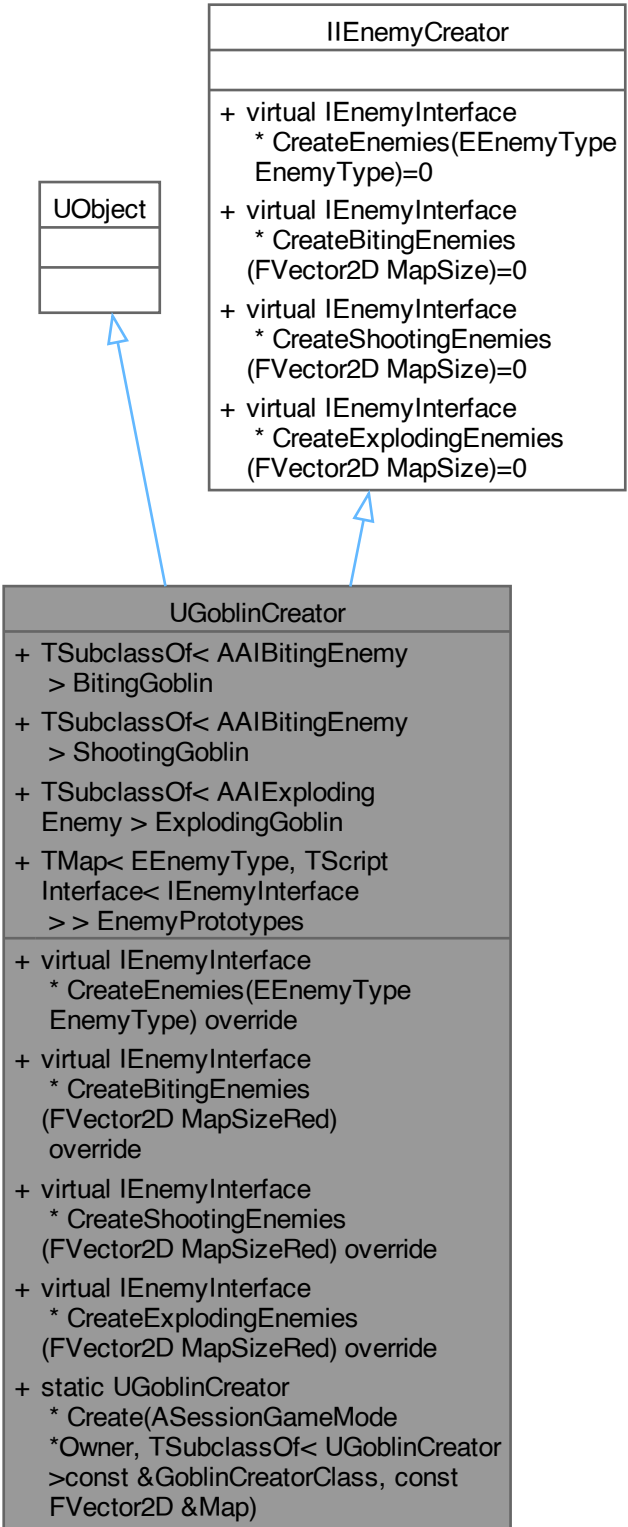 IIEnemyCreator
+ virtual IEnemyInterface
* CreateEnemies(EEnemyType
EnemyType)=0
+ virtual IEnemyInterface
* CreateBitingEnemies
(FVector2D MapSize)=0
+ virtual IEnemyInterface
* CreateShootingEnemies
(FVector2D MapSize)=0
+ virtual IEnemyInterface
* CreateExplodingEnemies
(FVector2D MapSize)=0
UObject
UGoblinCreator
+ TSubclassOf< AAIBitingEnemy
> BitingGoblin
+ TSubclassOf< AAIBitingEnemy
> ShootingGoblin
+ TSubclassOf< AAIExploding
Enemy > ExplodingGoblin
+ TMap< EEnemyType, TScript
Interface< IEnemyInterface
> > EnemyPrototypes
+ virtual IEnemyInterface
* CreateEnemies(EEnemyType
EnemyType) override
+ virtual IEnemyInterface
* CreateBitingEnemies
(FVector2D MapSizeRed)
override
+ virtual IEnemyInterface
* CreateShootingEnemies
(FVector2D MapSizeRed) override
+ virtual IEnemyInterface
* CreateExplodingEnemies
(FVector2D MapSizeRed) override
+ static UGoblinCreator
* Create(ASessionGameMode
*Owner, TSubclassOf< UGoblinCreator
>const &GoblinCreatorClass, const
FVector2D &Map)